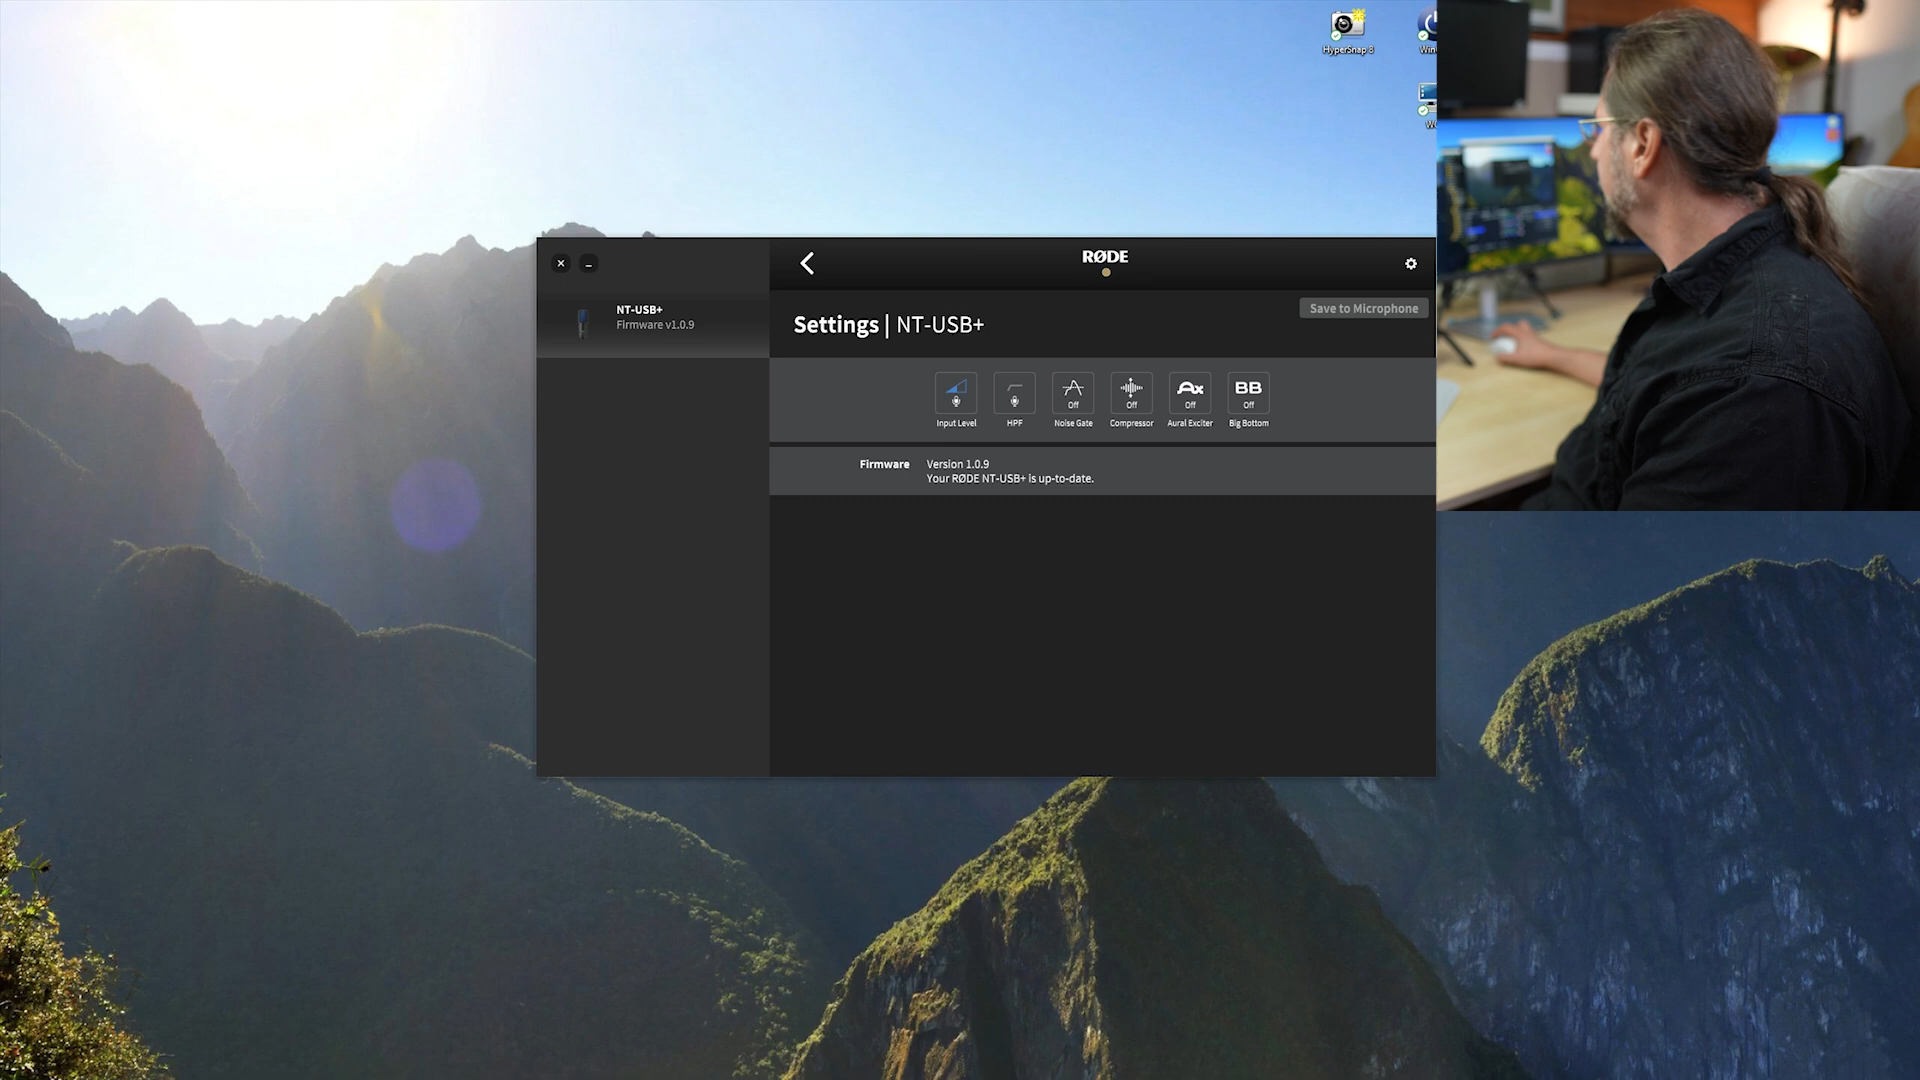 HyperSnap 8
RØDE
NT-USB+
Firmware v1.0.9
Save to Microphone
Settings | NT-USB+
Off
Off
Ax
Off
BB
Off
Input Level
HPF
Noise Gate
Compressor
Aural Exciter
Big Bottom
Firmware
Version 1.0.9
Your RØDE NT-USB+ is up-to-date.